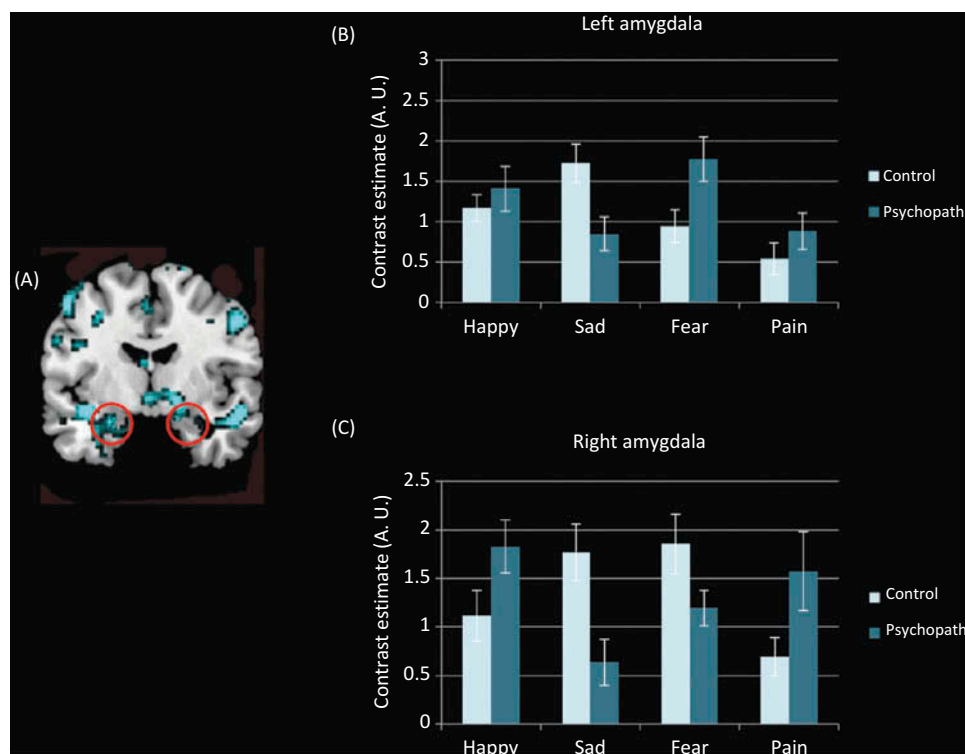 (A)
(B)
Left amygdala
Contrast estimate (A. U.)
3
2.5
2
1.5
1
0.5
0
Happy Sad Fear Pain
Control
Psychopath
(C)
Right amygdala
Contrast estimate (A. U.)
2.5
2
1.5
1
0.5
0
Happy Sad Fear Pain
Control
Psychopath